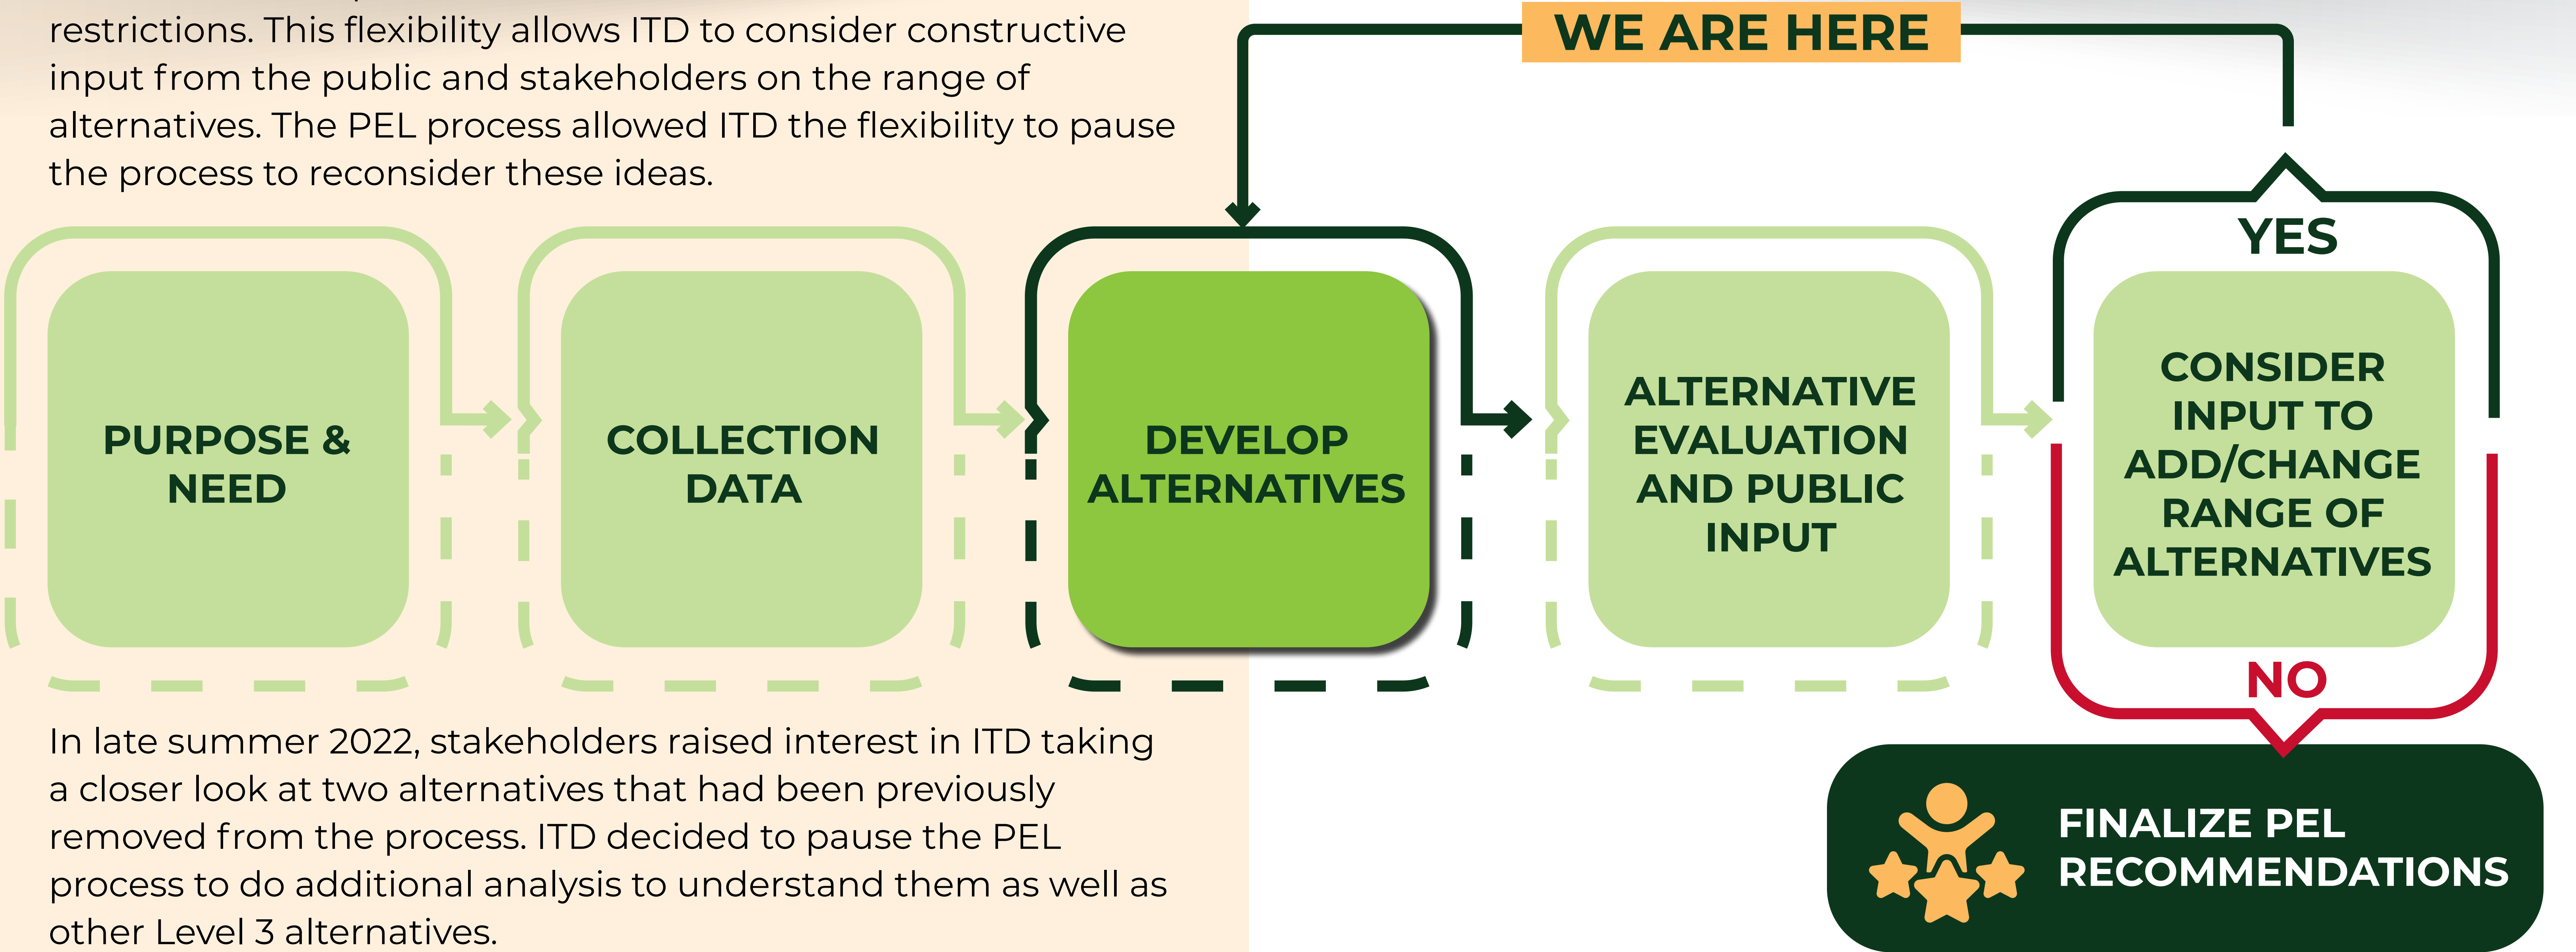 restrictions. This flexibility allows ITD to consider constructive
input from the public and stakeholders on the range of
alternatives. The PEL process allowed ITD the flexibility to pause
the process to reconsider these ideas.
WE ARE HERE
PURPOSE &
NEED
COLLECTION
DATA
DEVELOP
ALTERNATIVES
ALTERNATIVE
EVALUATION
AND PUBLIC
INPUT
YES
CONSIDER
INPUT TO
ADD/CHANGE
RANGE OF
ALTERNATIVES
NO
In late summer 2022, stakeholders raised interest in ITD taking
a closer look at two alternatives that had been previously
removed from the process. ITD decided to pause the PEL
process to do additional analysis to understand them as well as
other Level 3 alternatives.
FINALIZE PEL
RECOMMENDATIONS